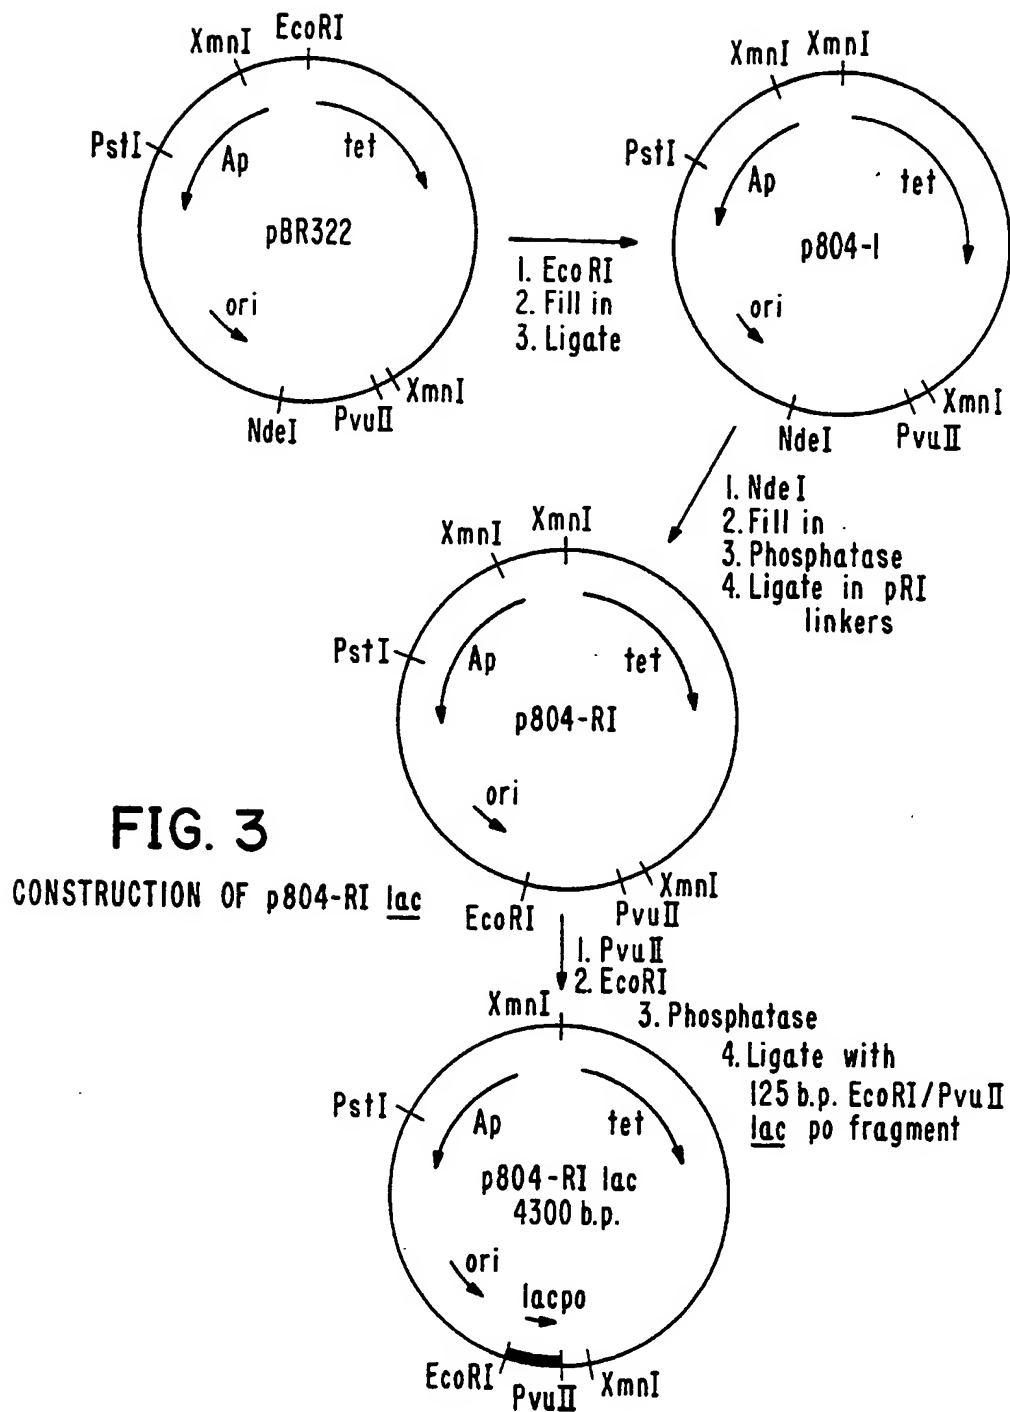 EcoRI
XmnI
PstI
Ap
tet
pBR322
ori
NdeI
PvuII
XmnI
1. EcoRI
2. Fill in
3. Ligate
XmnI
XmnI
PstI
Ap
tet
p804-I
ori
NdeI
PvuII
XmnI
1. NdeI
2. Fill in
3. Phosphatase
4. Ligate in pRI
linkers
XmnI
XmnI
PstI
Ap
tet
p804-RI
ori
EcoRI
PvuII
XmnI
FIG. 3
CONSTRUCTION OF p804-RI lac
1. PvuII
2. EcoRI
3. Phosphatase
4. Ligate with
125 b.p. EcoRI/PvuII
lac po fragment
XmnI
PstI
Ap
tet
p804-RI lac
4300 b.p.
ori
lacpo
EcoRI
PvuII
XmnI